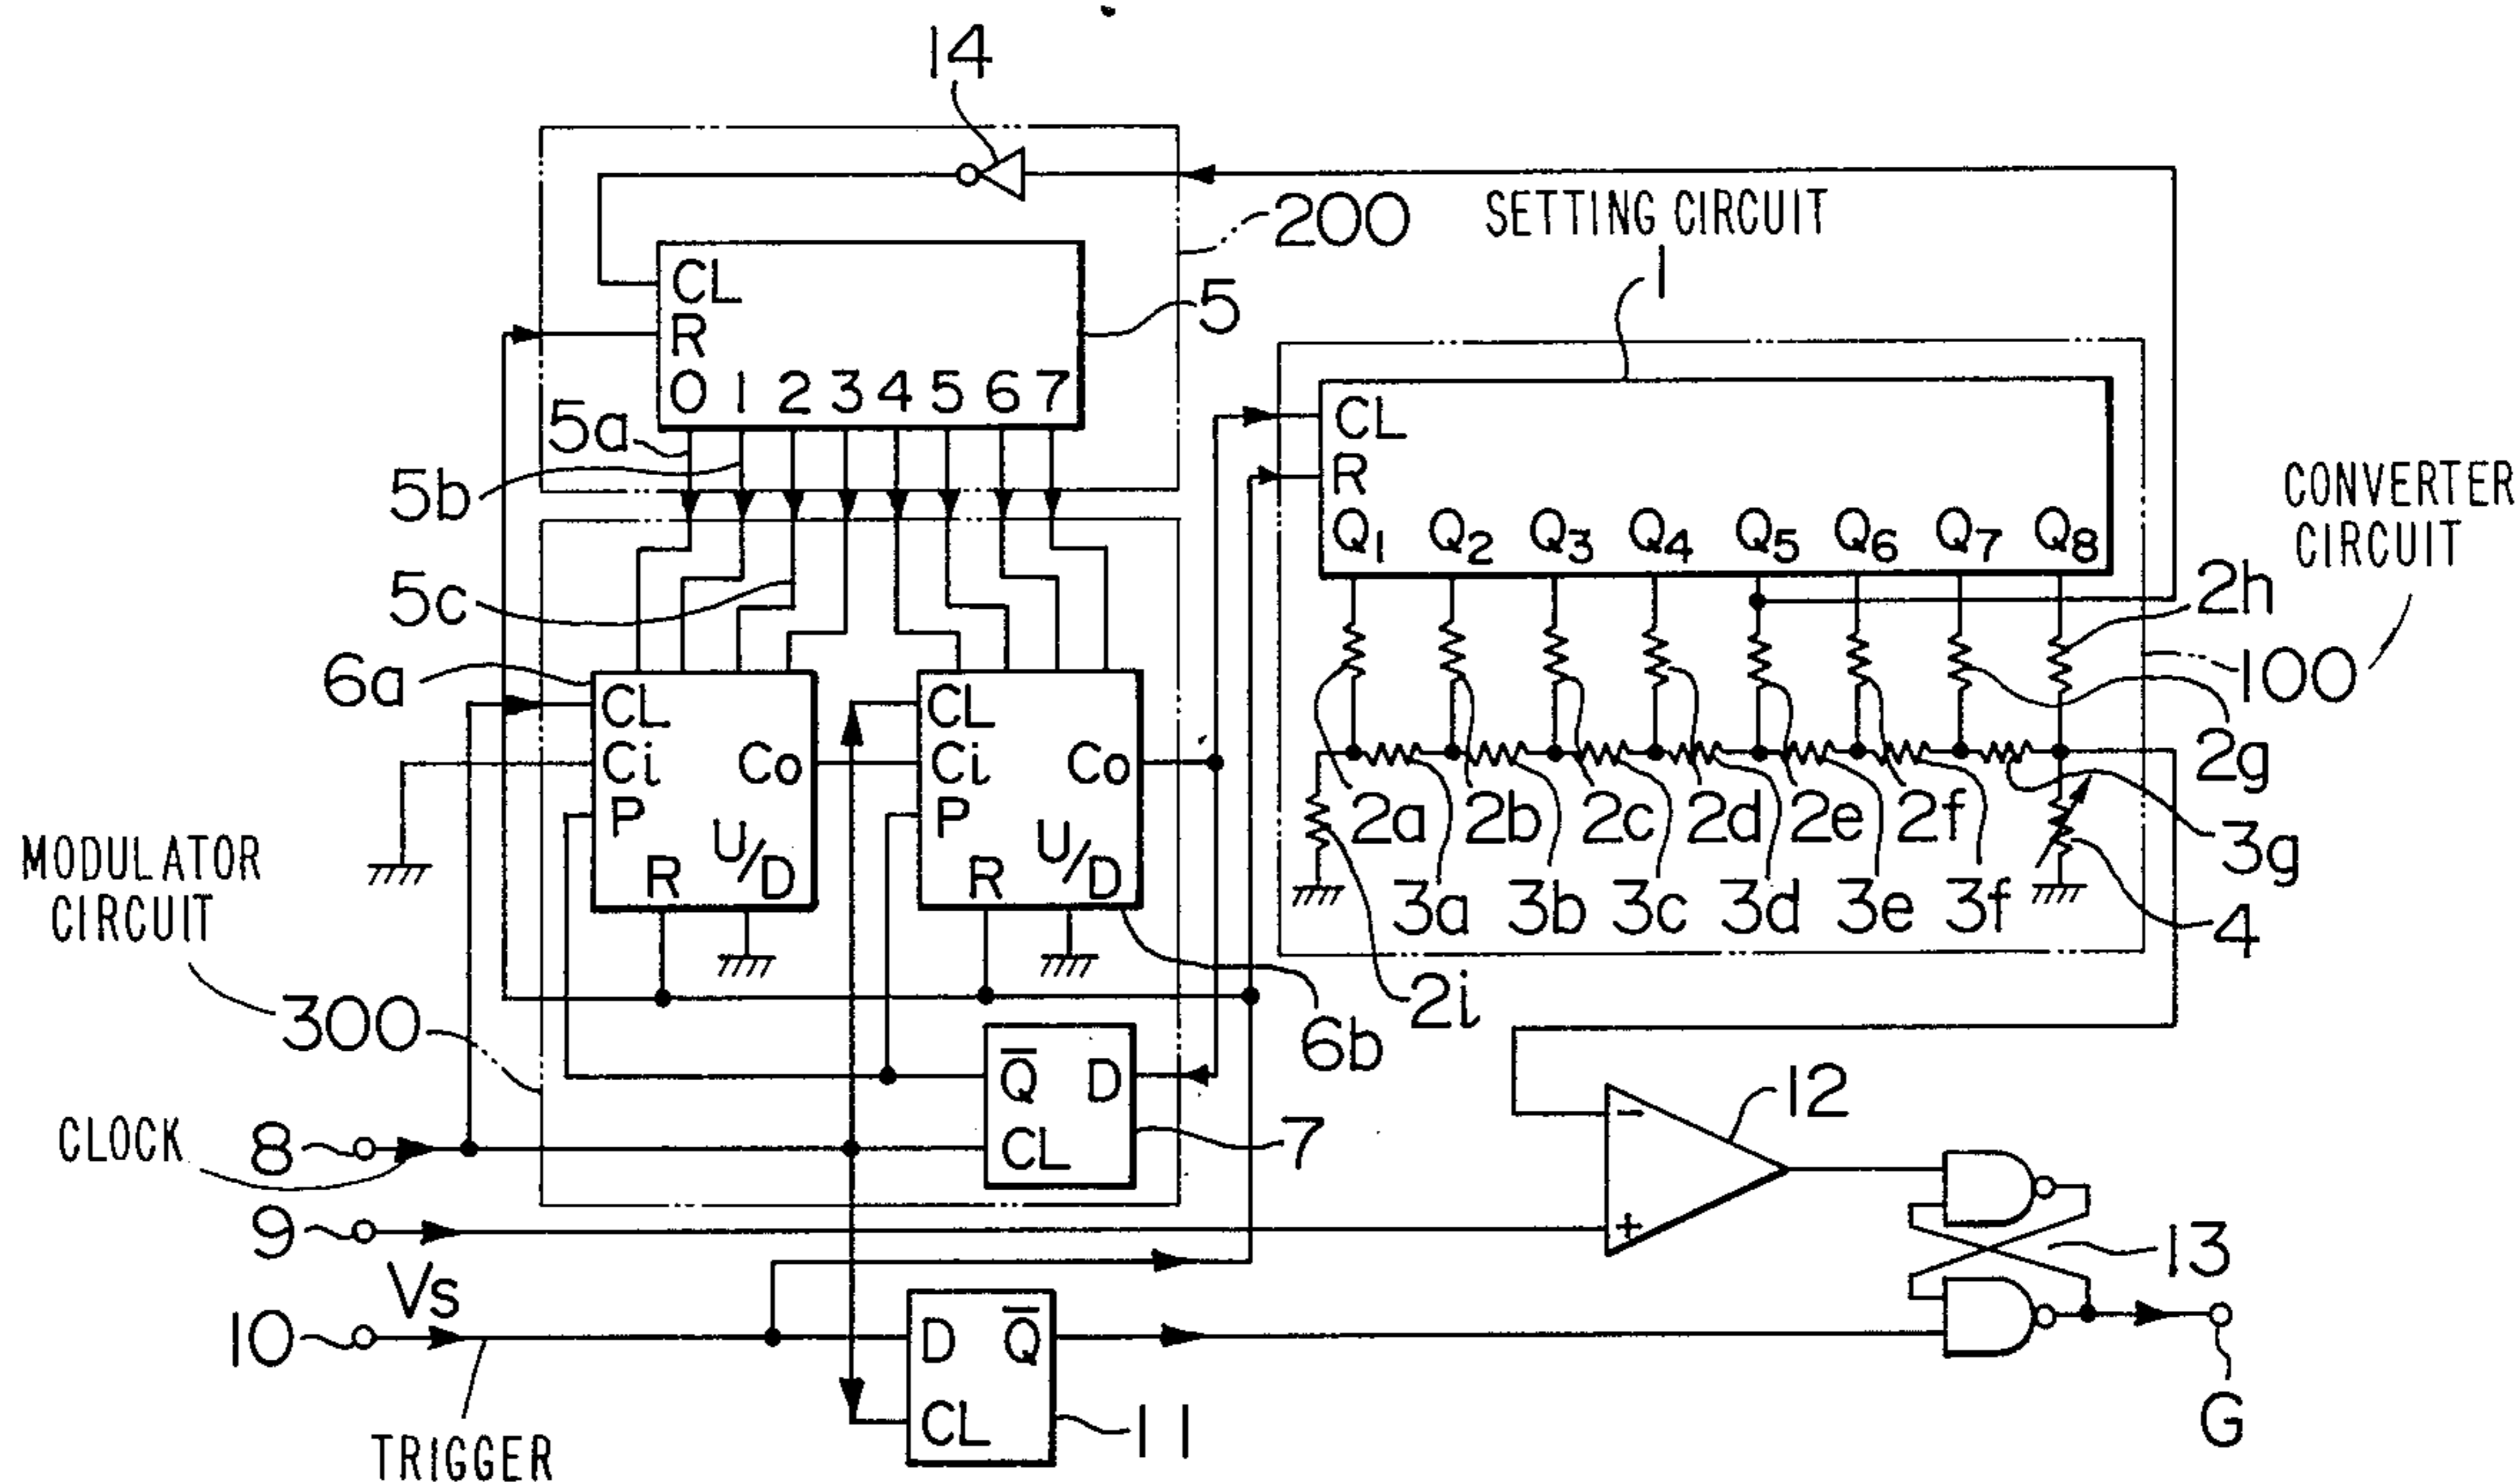 14
200
SETTING CIRCUIT
1
CL
R
0 1 2 3 4 5 6 7
5
5a
5b
5c
CL
R
Q1 Q2 Q3 Q4 Q5 Q6 Q7 Q8
CONVERTER
CIRCUIT
2h
100
2g
6a
CL
Ci Co
P
R U/D
CL
Ci Co
P
R U/D
2a 2b 2c 2d 2e 2f
3g
3a 3b 3c 3d 3e 3f
4
2i
6b
MODULATOR
CIRCUIT
300
Q̅ D
CL
7
12
−
+
CLOCK
8
9
Vs
10
TRIGGER
D Q̅
CL
11
13
G